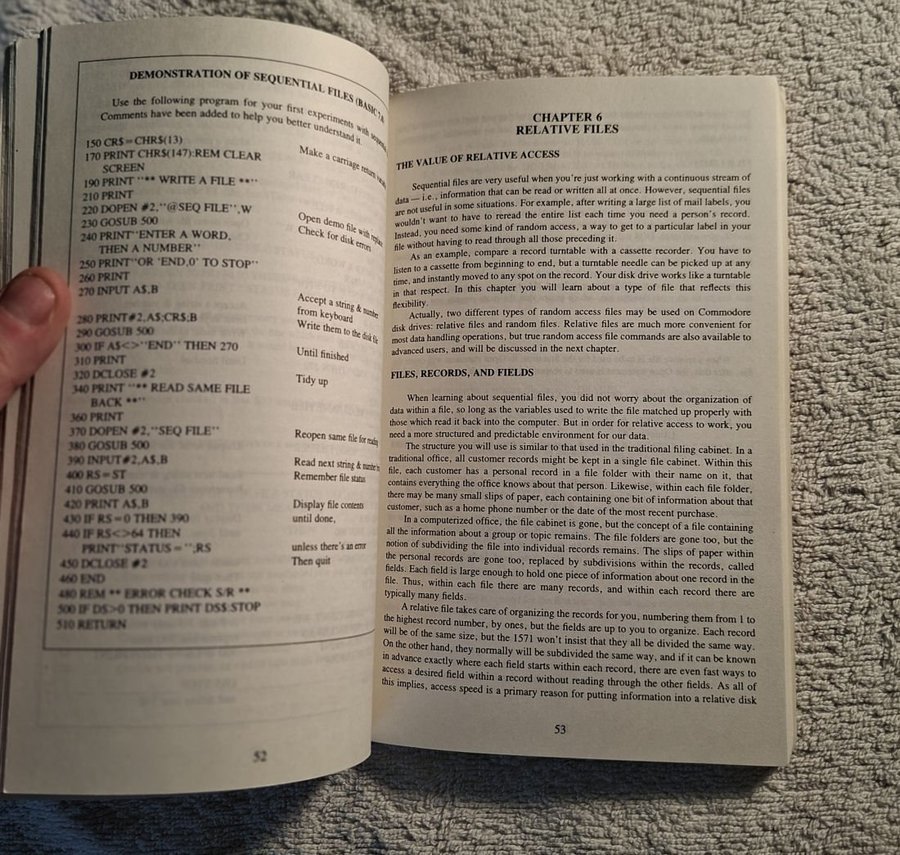 DEMONSTRATION OF SEQUENTIAL FILES (BASIC 7.0
Use the following program for your first experiments with
Comments have been added to help you better understand it.
150 CR$=CHR$(13) Make a carriage return
170 PRINT CHR$(147):REM CLEAR
SCREEN
190 PRINT "** WRITE A FILE **"
210 PRINT
220 DOPEN #2,"@SEQ FILE",W Open demo file with
230 GOSUB 500 Check for disk errors
240 PRINT"ENTER A WORD,
THEN A NUMBER"
250 PRINT"OR 'END,0' TO STOP"
260 PRINT
270 INPUT A$,B Accept a string & number
from keyboard
280 PRINT#2,A$;CR$;B Write them to the disk file
290 GOSUB 500
300 IF A$<>"END" THEN 270 Until finished
310 PRINT
320 DCLOSE #2 Tidy up
340 PRINT "** READ SAME FILE
BACK **"
360 PRINT
370 DOPEN #2,"SEQ FILE" Reopen same file for reading
380 GOSUB 500
390 INPUT#2,A$,B Read next string & number
400 RS=ST Remember file status
410 GOSUB 500
420 PRINT A$,B Display file contents
430 IF RS=0 THEN 390 until done,
440 IF RS<>64 THEN
PRINT"STATUS = ";RS unless there's an error
450 DCLOSE #2 Then quit
460 END
480 REM ** ERROR CHECK S/R **
500 IF DS>0 THEN PRINT DS$:STOP
510 RETURN
52
CHAPTER 6
RELATIVE FILES
THE VALUE OF RELATIVE ACCESS
Sequential files are very useful when you're just working with a continuous stream of
data — i.e., information that can be read or written all at once. However, sequential files
are not useful in some situations. For example, after writing a large list of mail labels, you
wouldn't want to have to reread the entire list each time you need a person's record.
Instead, you need some kind of random access, a way to get to a particular label in your
file without having to read through all those preceding it.
As an example, compare a record turntable with a cassette recorder. You have to
listen to a cassette from beginning to end, but a turntable needle can be picked up at any
time, and instantly moved to any spot on the record. Your disk drive works like a turntable
in that respect. In this chapter you will learn about a type of file that reflects this
flexibility.
Actually, two different types of random access files may be used on Commodore
disk drives: relative files and random files. Relative files are much more convenient for
most data handling operations, but true random access file commands are also available to
advanced users, and will be discussed in the next chapter.
FILES, RECORDS, AND FIELDS
When learning about sequential files, you did not worry about the organization of
data within a file, so long as the variables used to write the file matched up properly with
those which read it back into the computer. But in order for relative access to work, you
need a more structured and predictable environment for our data.
The structure you will use is similar to that used in the traditional filing cabinet. In a
traditional office, all customer records might be kept in a single file cabinet. Within this
file, each customer has a personal record in a file folder with their name on it, that
contains everything the office knows about that person. Likewise, within each file folder,
there may be many small slips of paper, each containing one bit of information about that
customer, such as a home phone number or the date of the most recent purchase.
In a computerized office, the file cabinet is gone, but the concept of a file containing
all the information about a group or topic remains. The file folders are gone too, but the
notion of subdividing the file into individual records remains. The slips of paper within
the personal records are gone too, replaced by subdivisions within the records, called
fields. Each field is large enough to hold one piece of information about one record in the
file. Thus, within each file there are many records, and within each record there are
typically many fields.
A relative file takes care of organizing the records for you, numbering them from 1 to
the highest record number, by ones, but the fields are up to you to organize. Each record
will be of the same size, but the 1571 won't insist that they all be divided the same way.
On the other hand, they normally will be subdivided the same way, and if it can be known
in advance exactly where each field starts within each record, there are even fast ways to
access a desired field within a record without reading through the other fields. As all of
this implies, access speed is a primary reason for putting information into a relative disk
53